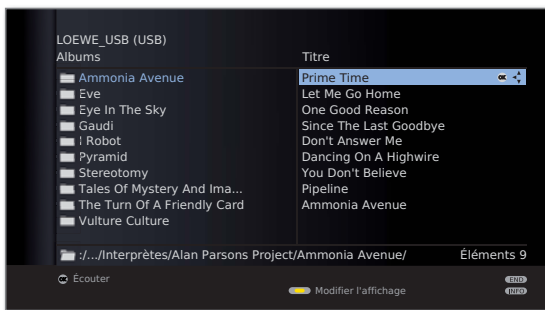 LOEWE_USB (USB)
Albums Titre
Ammonia Avenue Prime Time OK
Eve Let Me Go Home
Eye In The Sky One Good Reason
Gaudi Since The Last Goodbye
I Robot Don't Answer Me
Pyramid Dancing On A Highwire
Stereotomy You Don't Believe
Tales Of Mystery And Ima... Pipeline
The Turn Of A Friendly Card Ammonia Avenue
Vulture Culture
:/.../Interprètes/Alan Parsons Project/Ammonia Avenue/ Éléments 9
OK Écouter END
Modifier l'affichage INFO